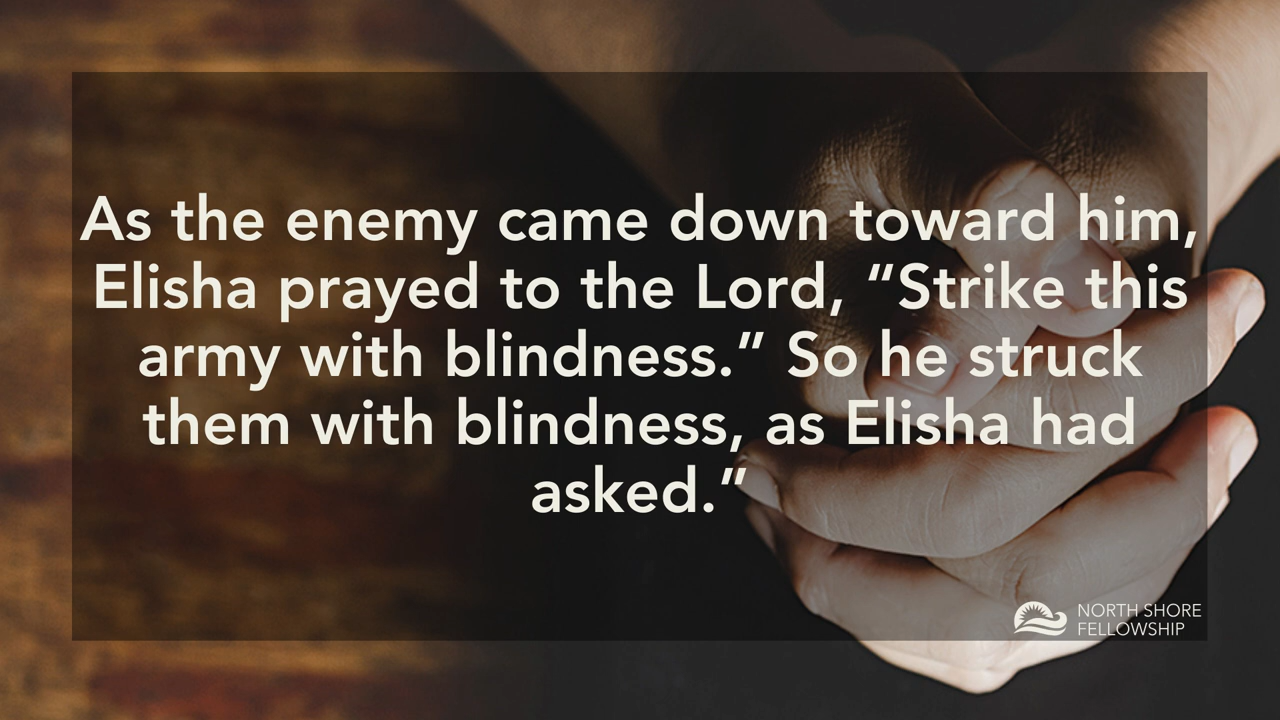 As the enemy came down toward him,
Elisha prayed to the Lord, “Strike this
army with blindness.” So he struck
them with blindness, as Elisha had
asked.”
NORTH SHORE
FELLOWSHIP